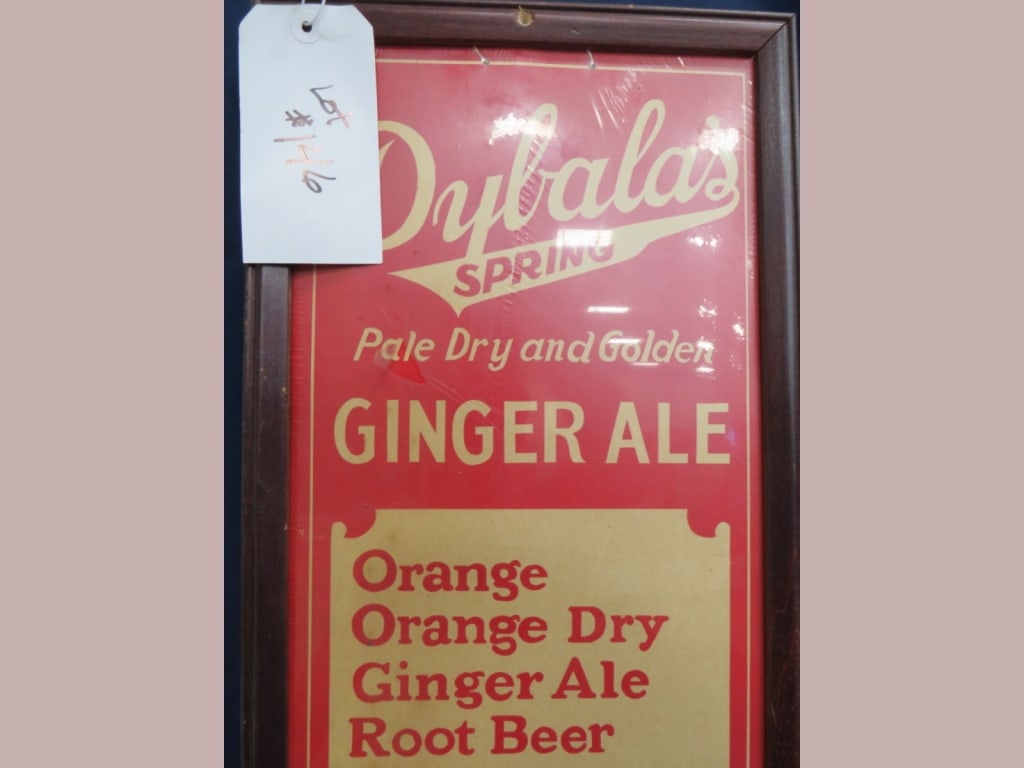 Lot
#146
Dybala's
SPRING
Pale Dry and Golden
GINGER ALE
Orange
Orange Dry
Ginger Ale
Root Beer